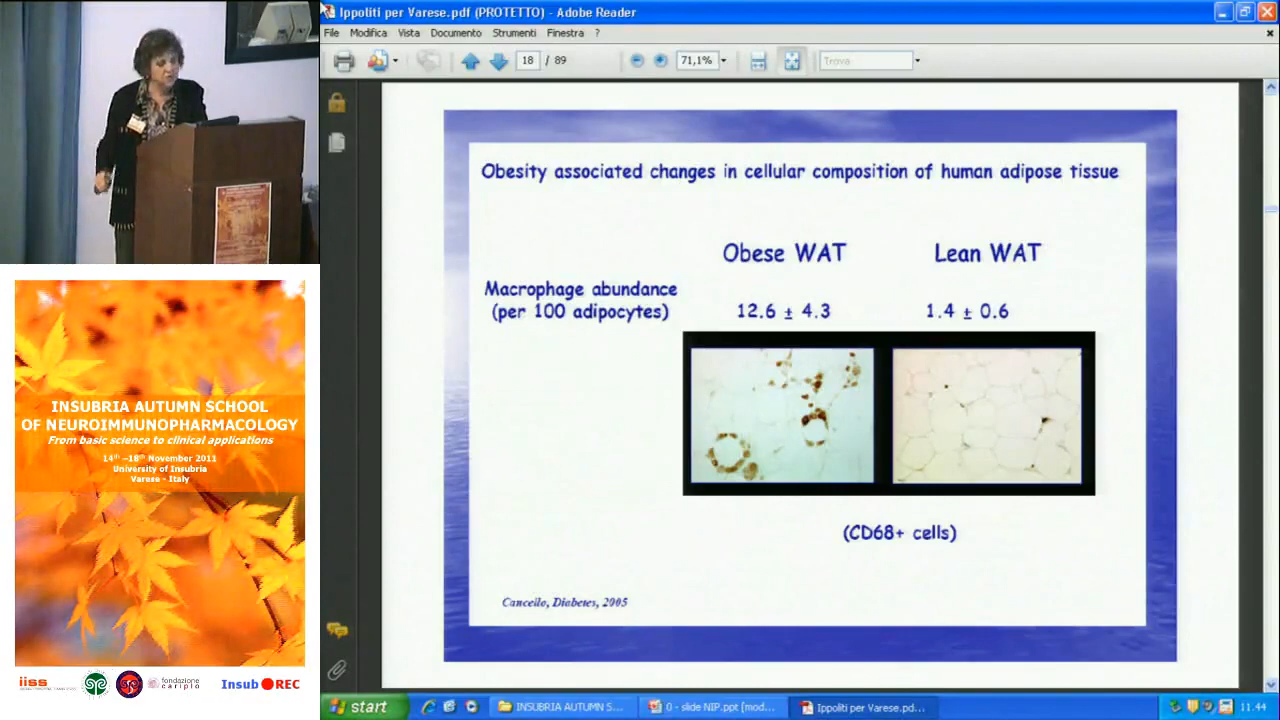 Ippoliti per Varese.pdf (PROTETTO) - Adobe Reader
File Modifica Vista Documento Strumenti Finestra ?
18 / 89 71,1% Trova
Obesity associated changes in cellular composition of human adipose tissue
Obese WAT Lean WAT
Macrophage abundance
(per 100 adipocytes) 12.6 ± 4.3 1.4 ± 0.6
(CD68+ cells)
Cancello, Diabetes, 2005
INSUBRIA AUTUMN SCHOOL
OF NEUROIMMUNOPHARMACOLOGY
From basic science to clinical applications
14th –18th November 2011
University of Insubria
Varese - Italy
iiss
fondazione
cariplo
Insub REC
start
INSUBRIA AUTUMN S...
0 - slide NIP.ppt [mod...
Ippoliti per Varese.pd...
11.44